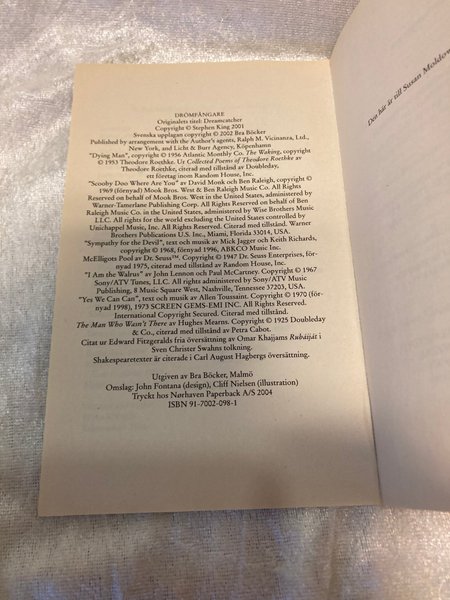 DRÖMFÅNGARE
Originalets titel: Dreamcatcher
Copyright © Stephen King 2001
Svenska upplagan copyright © 2002 Bra Böcker
Published by arrangement with the Author's agents, Ralph M. Vicinanza, Ltd.,
New York, and Licht & Burr Agency, Köpenhamn
"Dying Man", copyright © 1956 Atlantic Monthly Co. The Waking, copyright
© 1953 Theodore Roethke. Ur Collected Poems of Theodore Roethke av
Theodore Roethke, citerad med tillstånd av Doubleday,
ett företag inom Random House, Inc.
"Scooby Doo Where Are You" av David Monk och Ben Raleigh, copyright ©
1969 (förnyad) Mook Bros. West & Ben Raleigh Music Co. All Rights
Reserved on behalf of Mook Bros. West in the United States, administered by
Warner-Tamerlane Publishing Corp. All Rights Reserved on behalf of Ben
Raleigh Music Co. in the United States, administered by Wise Brothers Music
LLC. All rights for the world excluding the United States controlled by
Unichappel Music Inc. All Rights Reserved. Citerad med tillstånd. Warner
Brothers Publications U.S. Inc., Miami, Florida 33014, USA.
"Sympathy for the Devil", text och musik av Mick Jagger och Keith Richards,
copyright © 1968, förnyad 1996, ABKCO Music Inc.
McElligots Pool av Dr. Seuss™. Copyright © 1947 Dr. Seuss Enterprises, för-
nyad 1975, citerad med tillstånd av Random House, Inc.
"I Am the Walrus" av John Lennon och Paul McCartney. Copyright © 1967
Sony/ATV Tunes, LLC. All rights administered av Sony/ATV Music
Publishing, 8 Music Square West, Nashville, Tennessee 37203.
"Yes We Can Can", text och musik av Allen Toussaint. Copyright © 1970 (för-
nyad 1998), 1973 SCREEN GEMS-EMI INC. All Rights Reserved.
International Copyright Secured. Citerad med tillstånd.
The Man Who Wasn't There av Hughes Mearns. Copyright © 1925 Doubleday
& Co., citerad med tillstånd av Petra Cabot.
Citat ur Edward Fitzgeralds fria översättning av Omar Khajjams Rubáiját i
Sven Christer Swahns tolkning.
Shakespearetexter är citerade i Carl August Hagbergs översättning.
Utgiven av Bra Böcker, Malmö
Omslag: John Fontana (design), Cliff Nielsen (illustration)
Tryckt hos Nørhaven Paperback A/S 2004
ISBN 91-7002-098-1
Den här är till Susan Moldow